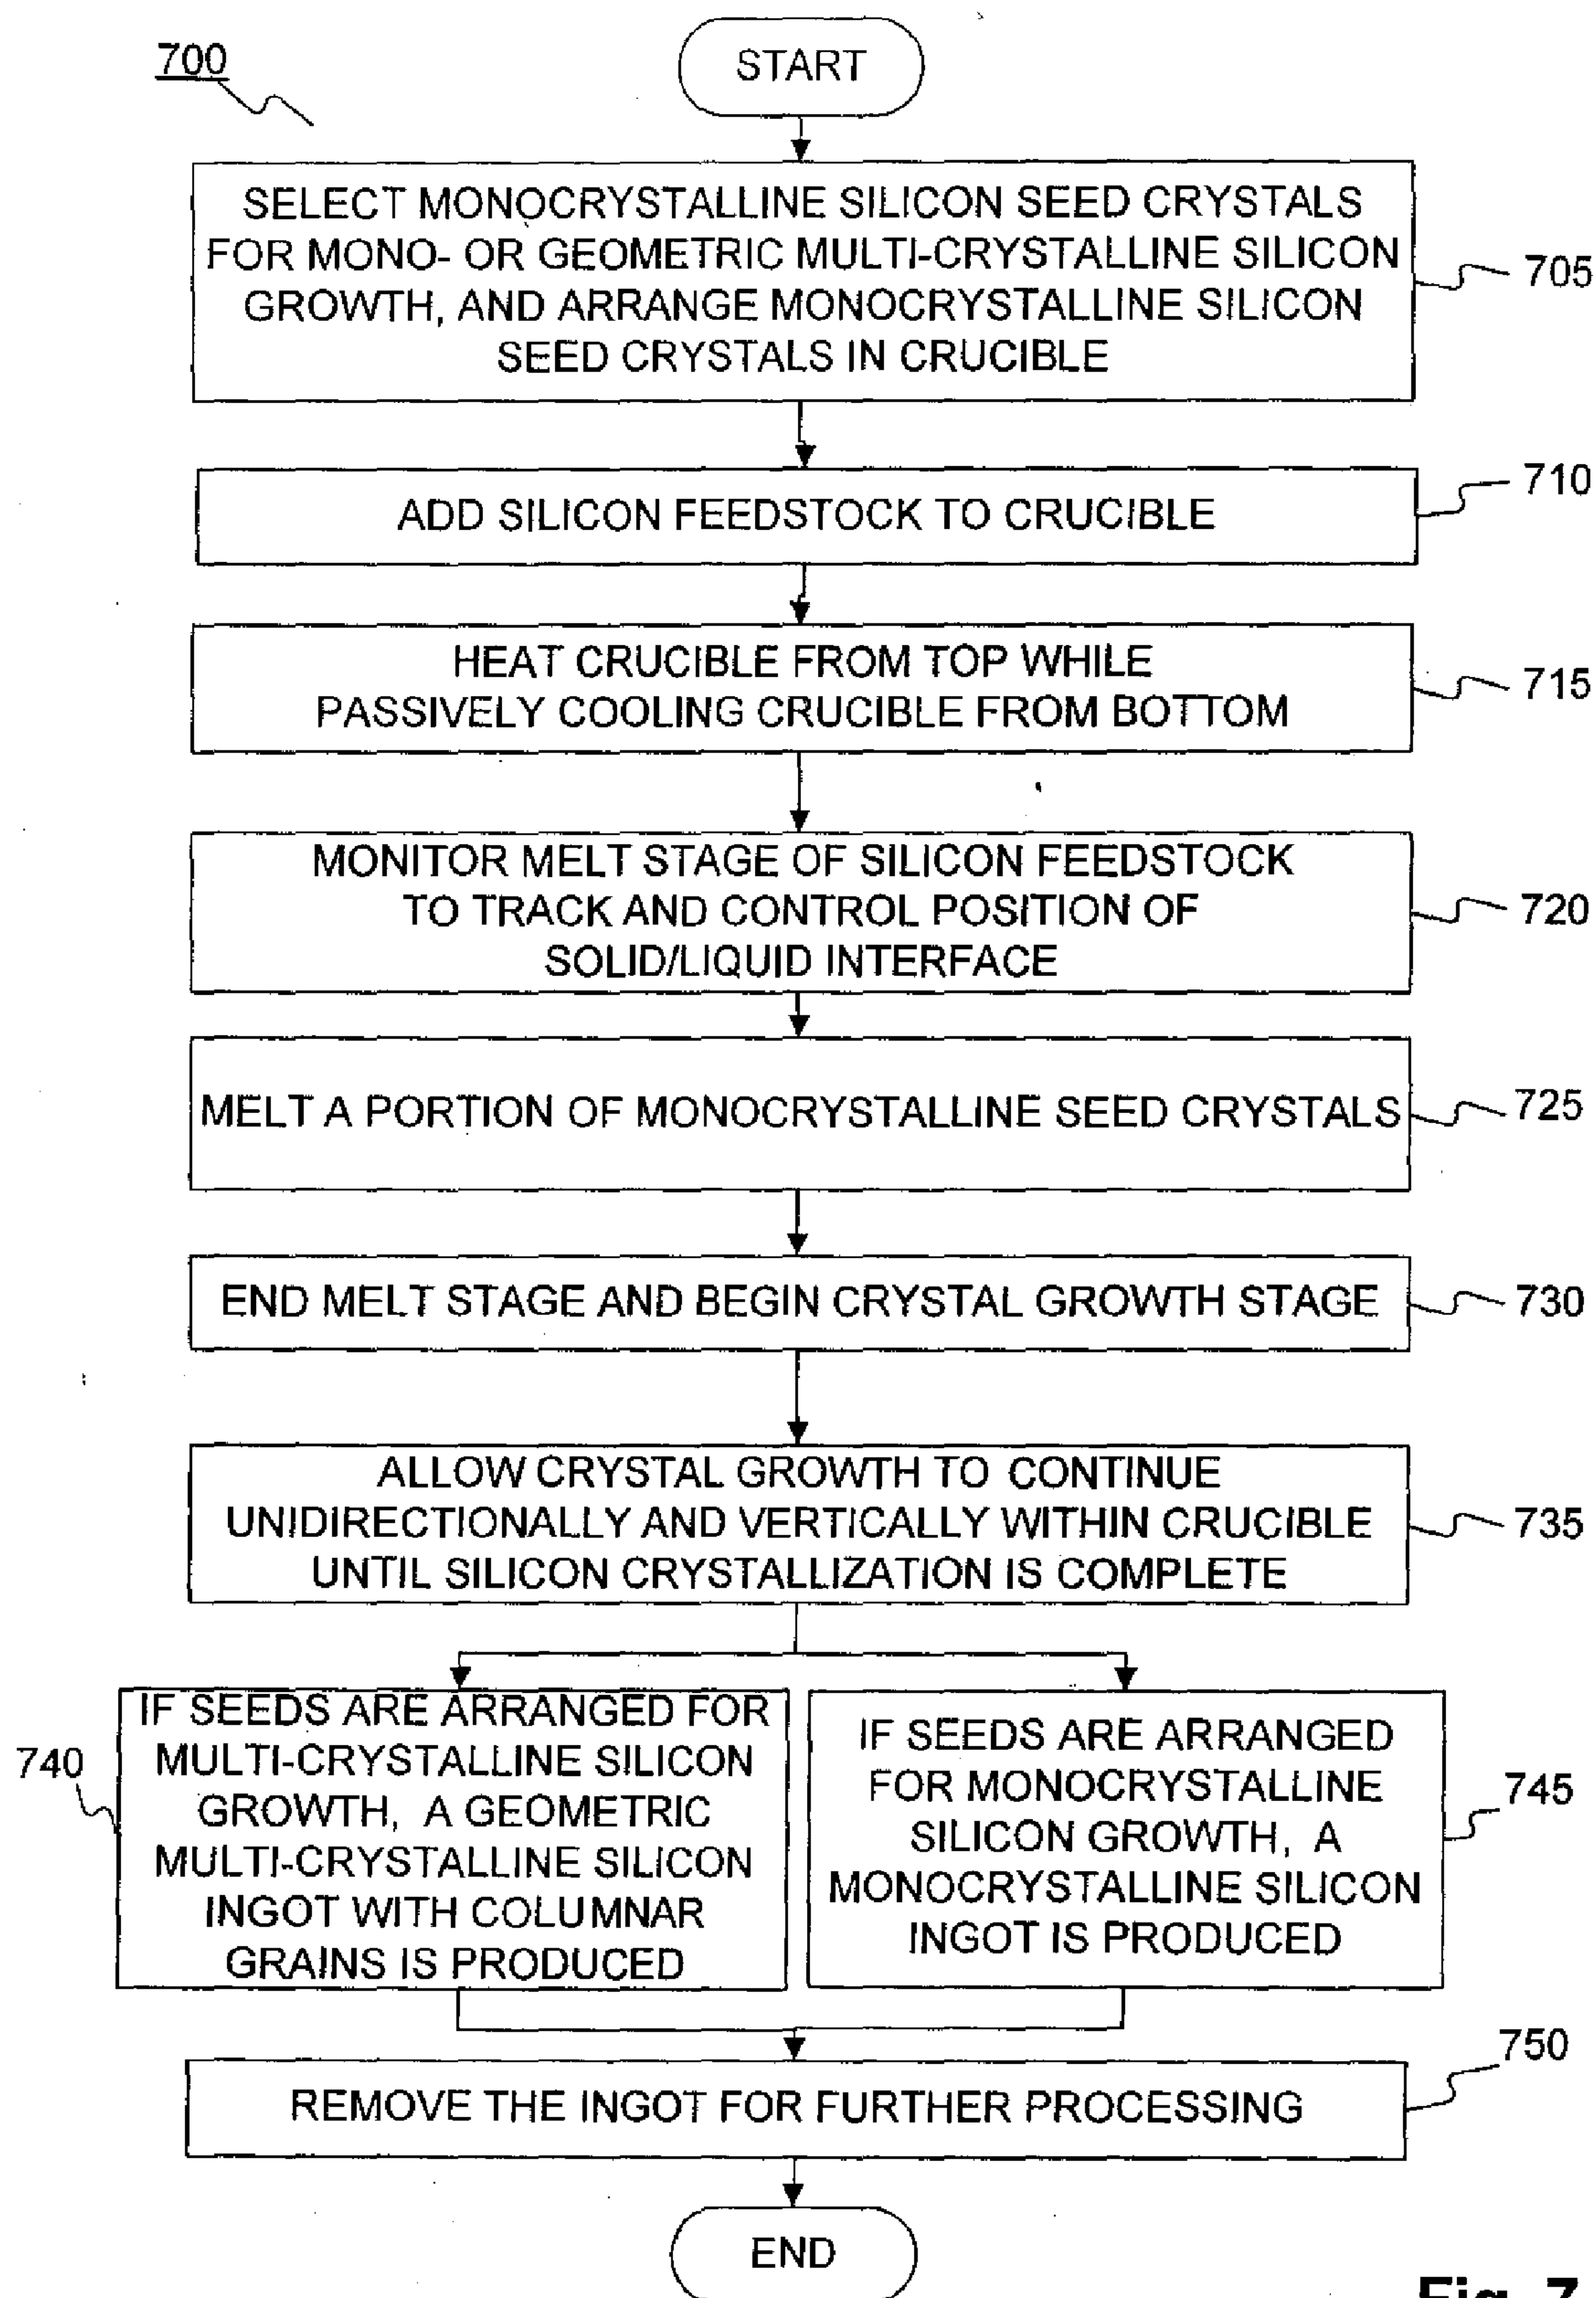 700
START
SELECT MONOCRYSTALLINE SILICON SEED CRYSTALS
FOR MONO- OR GEOMETRIC MULTI-CRYSTALLINE SILICON
GROWTH, AND ARRANGE MONOCRYSTALLINE SILICON
SEED CRYSTALS IN CRUCIBLE
705
ADD SILICON FEEDSTOCK TO CRUCIBLE
710
HEAT CRUCIBLE FROM TOP WHILE
PASSIVELY COOLING CRUCIBLE FROM BOTTOM
715
MONITOR MELT STAGE OF SILICON FEEDSTOCK
TO TRACK AND CONTROL POSITION OF
SOLID/LIQUID INTERFACE
720
MELT A PORTION OF MONOCRYSTALLINE SEED CRYSTALS
725
END MELT STAGE AND BEGIN CRYSTAL GROWTH STAGE
730
ALLOW CRYSTAL GROWTH TO CONTINUE
UNIDIRECTIONALLY AND VERTICALLY WITHIN CRUCIBLE
UNTIL SILICON CRYSTALLIZATION IS COMPLETE
735
740
IF SEEDS ARE ARRANGED FOR
MULTI-CRYSTALLINE SILICON
GROWTH, A GEOMETRIC
MULTI-CRYSTALLINE SILICON
INGOT WITH COLUMNAR
GRAINS IS PRODUCED
IF SEEDS ARE ARRANGED
FOR MONOCRYSTALLINE
SILICON GROWTH, A
MONOCRYSTALLINE SILICON
INGOT IS PRODUCED
745
REMOVE THE INGOT FOR FURTHER PROCESSING
750
END
Fig. 7